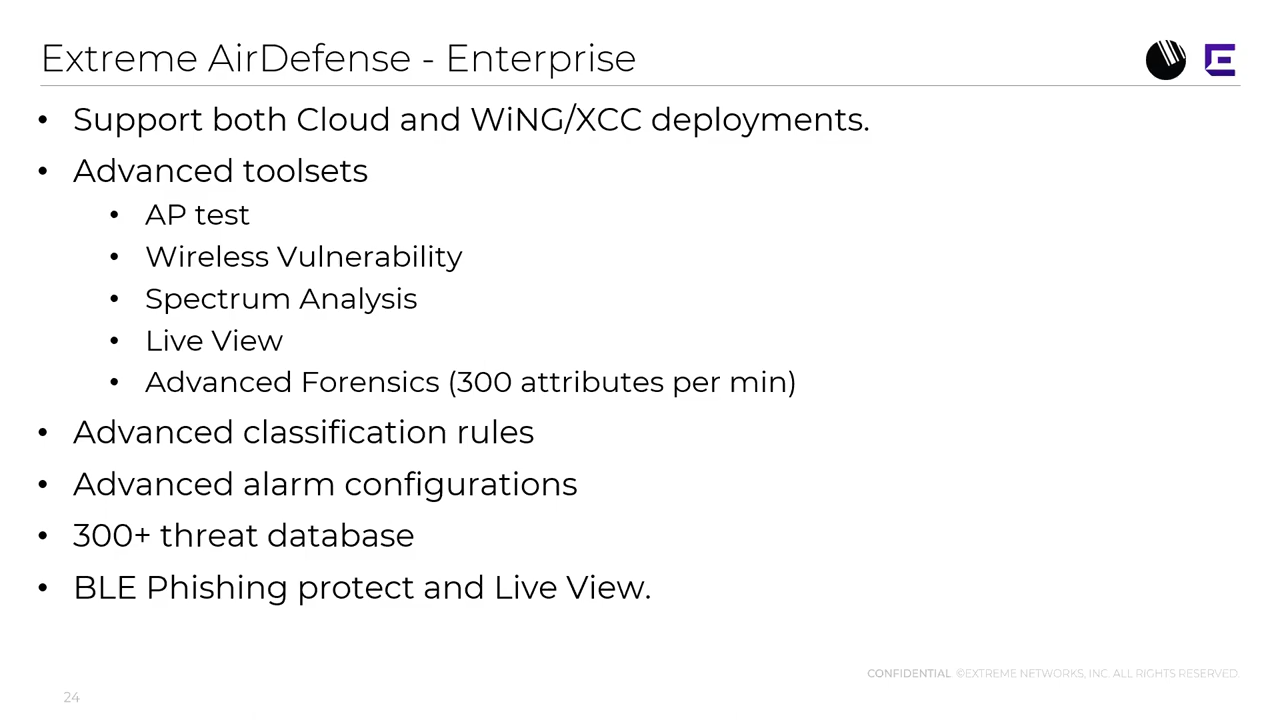 Extreme AirDefense - Enterprise
• Support both Cloud and WiNG/XCC deployments.
• Advanced toolsets
• AP test
• Wireless Vulnerability
• Spectrum Analysis
• Live View
• Advanced Forensics (300 attributes per min)
• Advanced classification rules
• Advanced alarm configurations
• 300+ threat database
• BLE Phishing protect and Live View.
CONFIDENTIAL ©EXTREME NETWORKS, INC. ALL RIGHTS RESERVED.
24